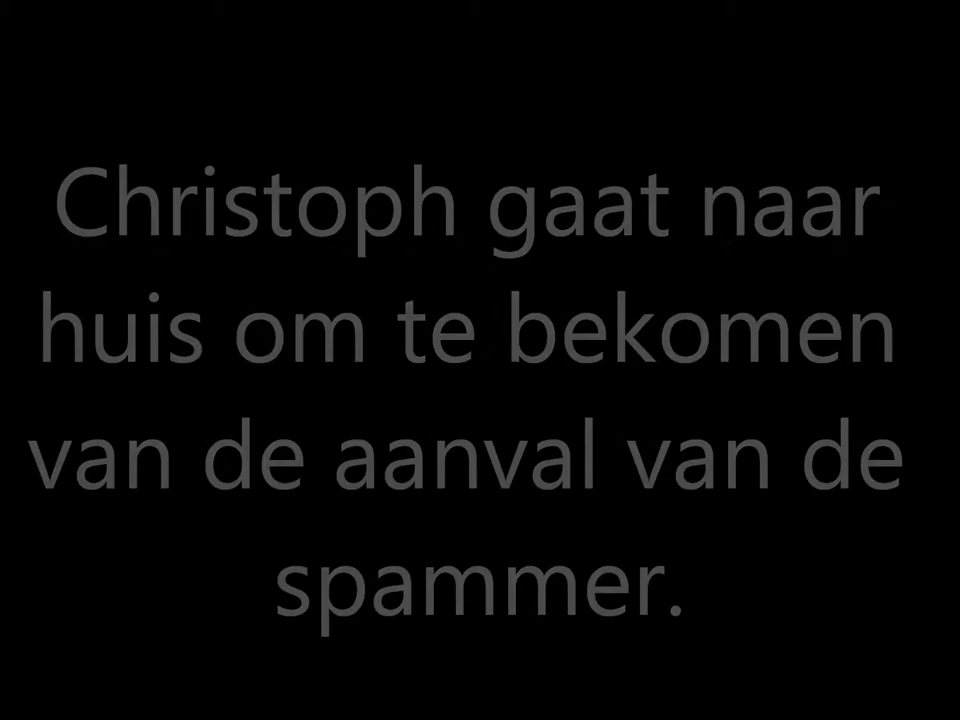 Christoph gaat naar
huis om te bekomen
van de aanval van de
spammer.